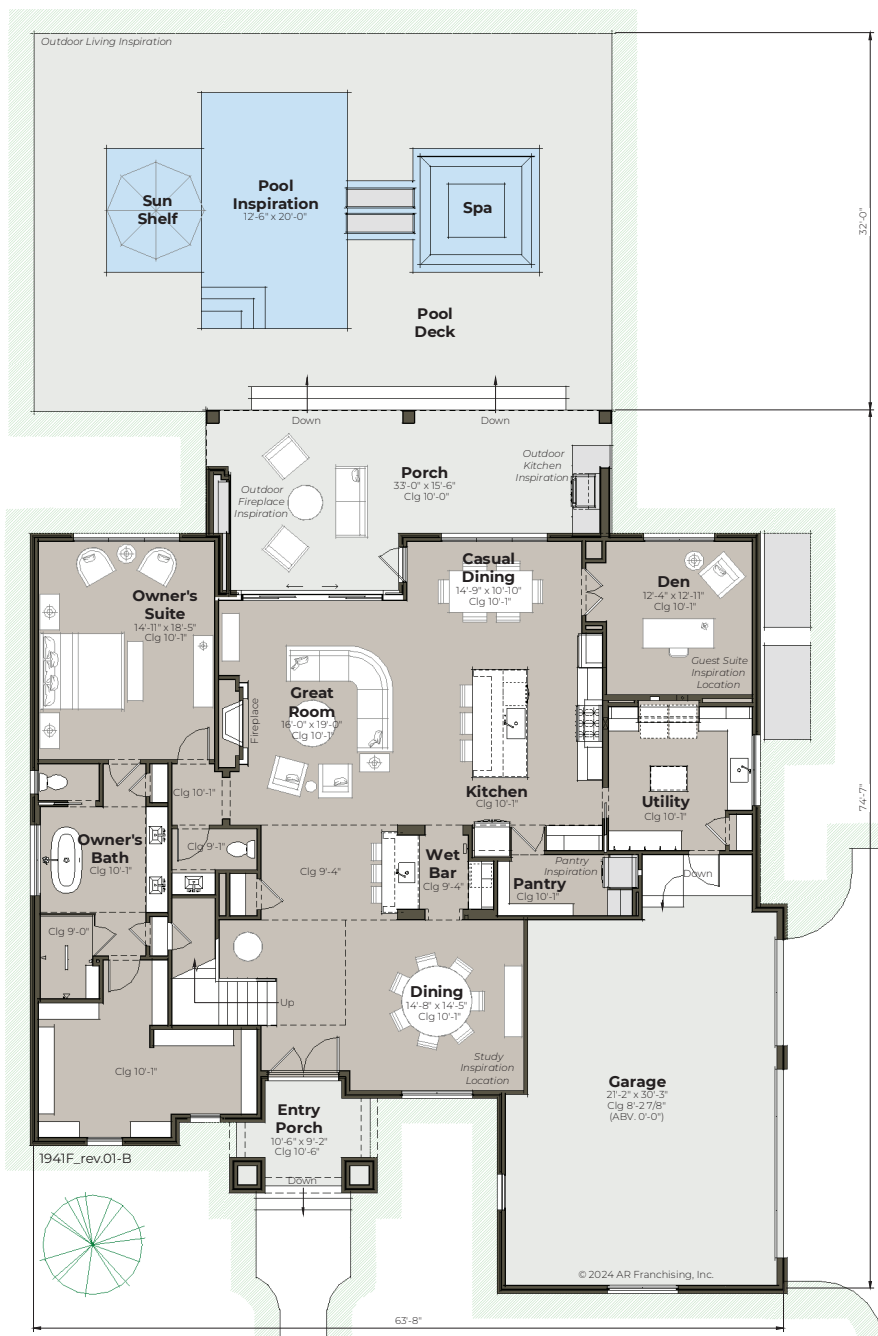 Outdoor Living Inspiration
Sun
Shelf
Pool
Inspiration
12'-6" x 20'-0"
Spa
32'-0"
Pool
Deck
Down
Down
Porch
33'-0" x 15'-6"
Clg 10'-0"
Outdoor
Kitchen
Inspiration
Outdoor
Fireplace
Inspiration
Owner's
Suite
14'-11" x 18'-5"
Clg 10'-1"
Casual
Dining
14'-9" x 10'-10"
Clg 10'-1"
Den
12'-4" x 12'-11"
Clg 10'-1"
Guest Suite
Inspiration
Location
Great
Room
16'-0" x 19'-0"
Clg 10'-1"
Fireplace
Kitchen
Clg 10'-1"
Utility
Clg 10'-1"
74'-7"
Clg 10'-1"
Owner's
Bath
Clg 10'-1"
Clg 9'-1"
Clg 9'-4"
Wet
Bar
Clg 9'-4"
Pantry
Inspiration
Pantry
Clg 10'-1"
Down
Clg 9'-0"
Up
Dining
14'-8" x 14'-5"
Clg 10'-1"
Study
Inspiration
Location
Clg 10'-1"
Garage
21'-2" x 30'-3"
Clg 8'-2 7/8"
(ABV. 0'-0")
Entry
Porch
10'-6" x 9'-2"
Clg 10'-6"
Down
1941F_rev.01-B
© 2024 AR Franchising, Inc.
63'-8"